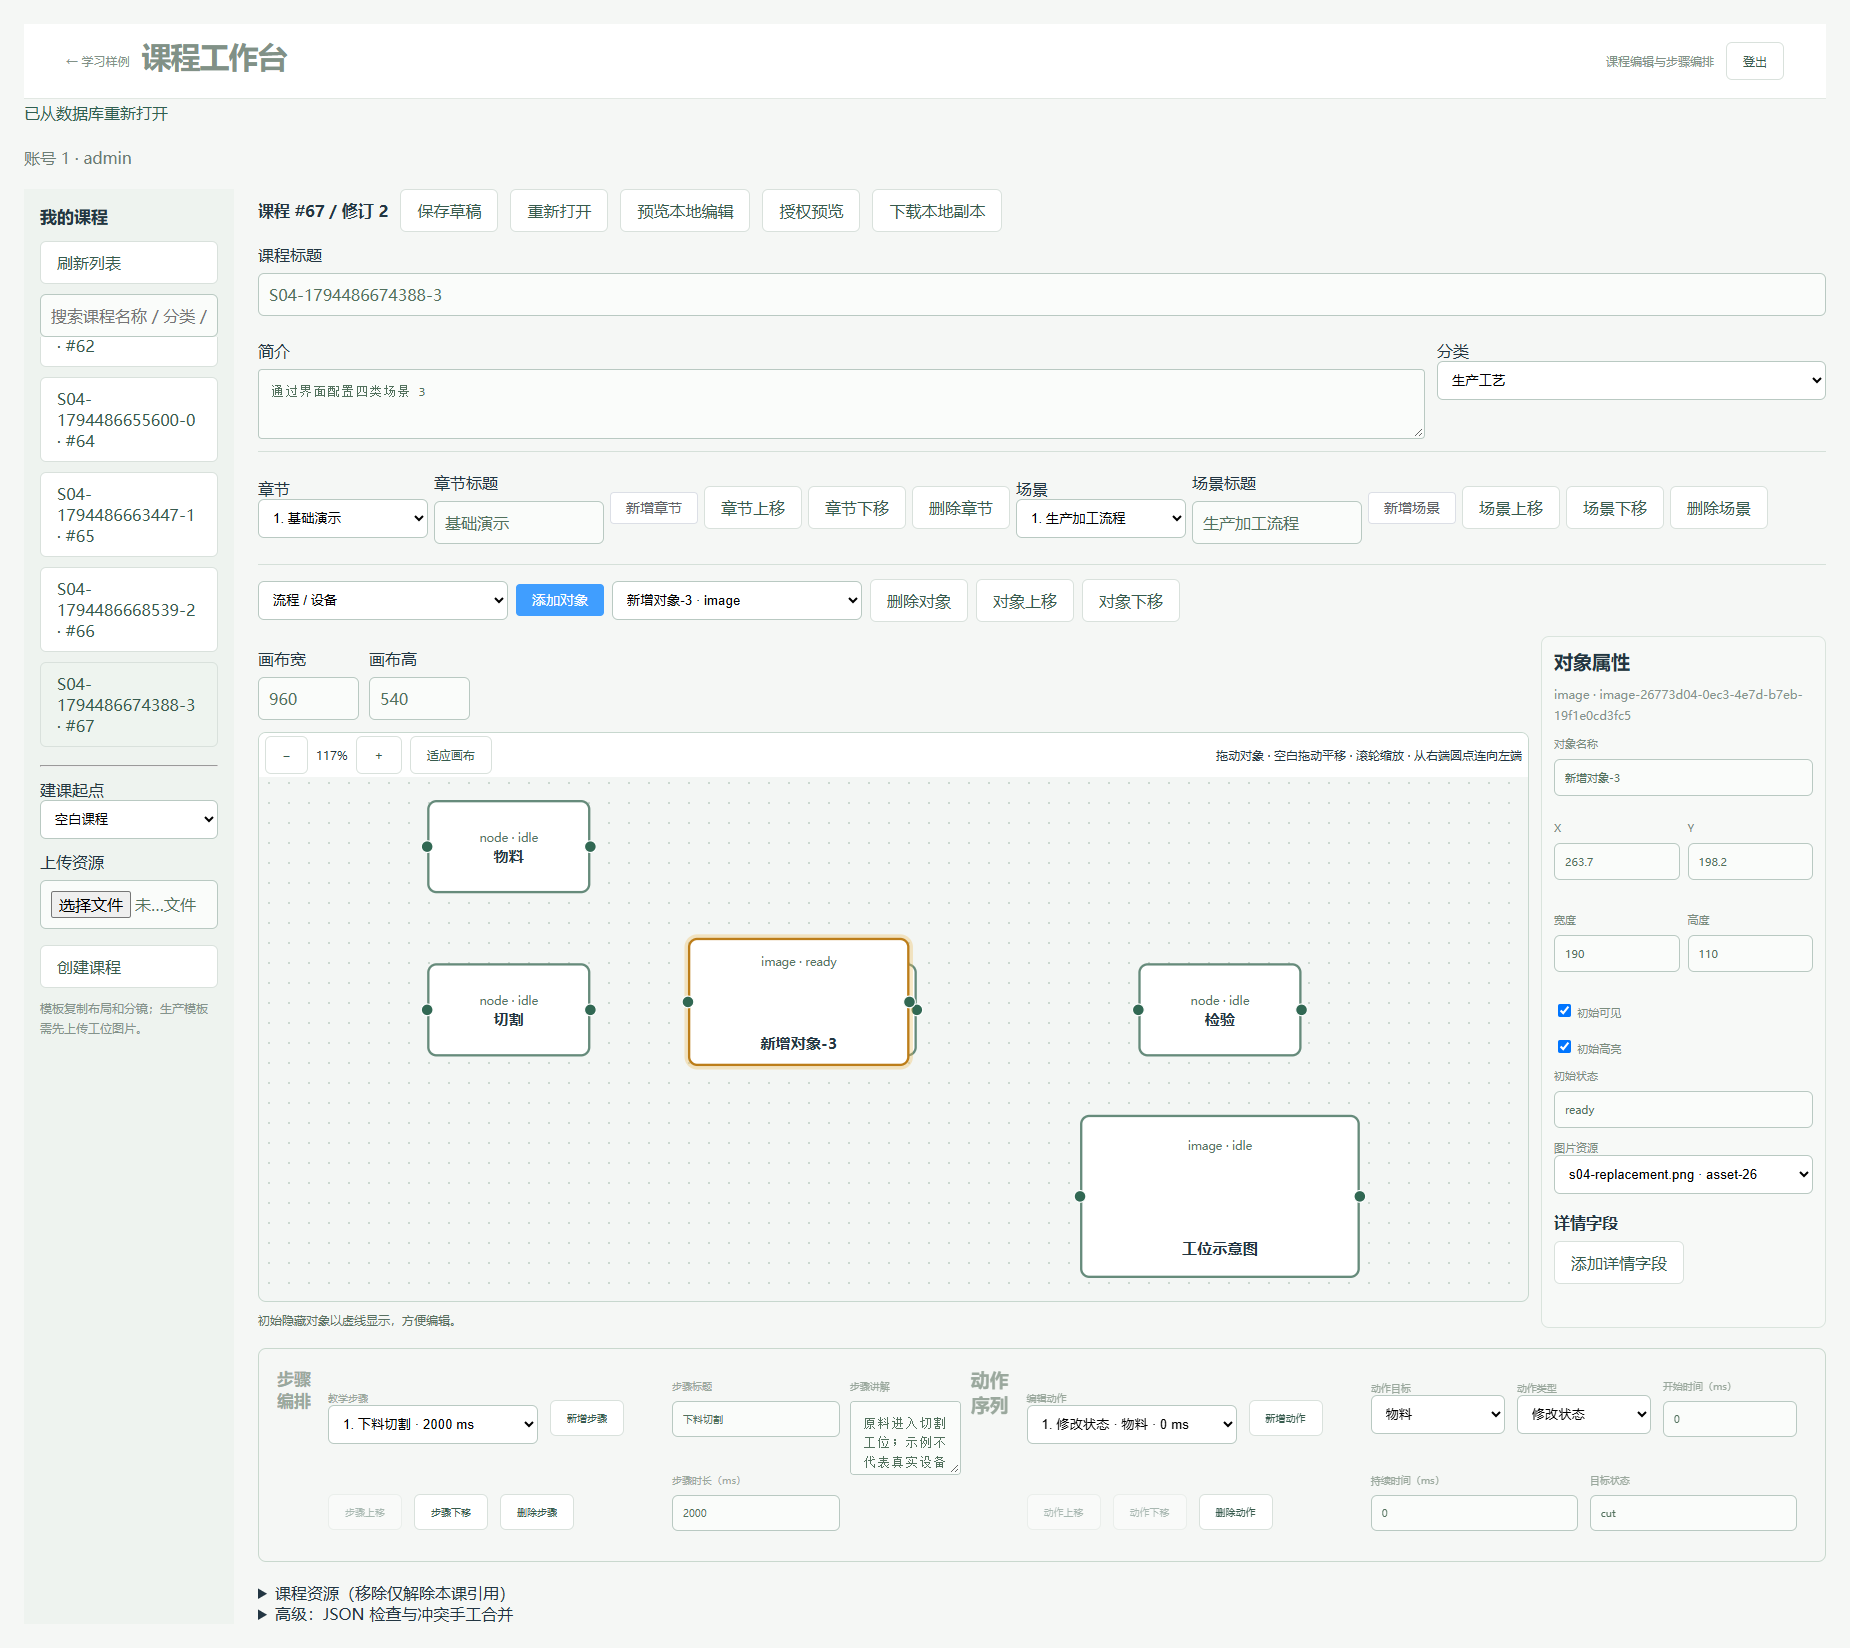 ← 学习样例 课程工作台
课程编辑与步骤编排 登出
已从数据库重新打开
账号 1 · admin
我的课程
刷新列表
搜索课程名称 / 分类 /
· #62
S04-
1794486655600-0
· #64
S04-
1794486663447-1
· #65
S04-
1794486668539-2
· #66
S04-
1794486674388-3
· #67
建课起点
空白课程
上传资源
选择文件 未...文件
创建课程
模板复制布局和分镜；生产模板
需先上传工位图片。
课程 #67 / 修订 2 保存草稿 重新打开 预览本地编辑 授权预览 下载本地副本
课程标题
S04-1794486674388-3
简介
通过界面配置四类场景 3
分类
生产工艺
章节
1. 基础演示
章节标题
基础演示
新增章节 章节上移 章节下移 删除章节
场景
1. 生产加工流程
场景标题
生产加工流程
新增场景 场景上移 场景下移 删除场景
流程 / 设备 添加对象 新增对象-3 · image 删除对象 对象上移 对象下移
画布宽 画布高
960 540
− 117% + 适应画布
拖动对象 · 空白拖动平移 · 滚轮缩放 · 从右端圆点连向左端
node · idle
物料
node · idle
切割
image · ready
新增对象-3
node · idle
检验
image · idle
工位示意图
初始隐藏对象以虚线显示，方便编辑。
对象属性
image · image-26773d04-0ec3-4e7d-b7eb-
19f1e0cd3fc5
对象名称
新增对象-3
X Y
263.7 198.2
宽度 高度
190 110
初始可见
初始高亮
初始状态
ready
图片资源
s04-replacement.png · asset-26
详情字段
添加详情字段
步骤
编排
教学步骤
1. 下料切割 · 2000 ms
新增步骤
步骤上移 步骤下移 删除步骤
步骤标题
下料切割
步骤时长（ms）
2000
步骤讲解
原料进入切割
工位；示例不
代表真实设备
动作
序列
编辑动作
1. 修改状态 · 物料 · 0 ms
新增动作
动作上移 动作下移 删除动作
动作目标 动作类型 开始时间（ms）
物料 修改状态 0
持续时间（ms） 目标状态
0 cut
课程资源（移除仅解除本课引用）
高级：JSON 检查与冲突手工合并